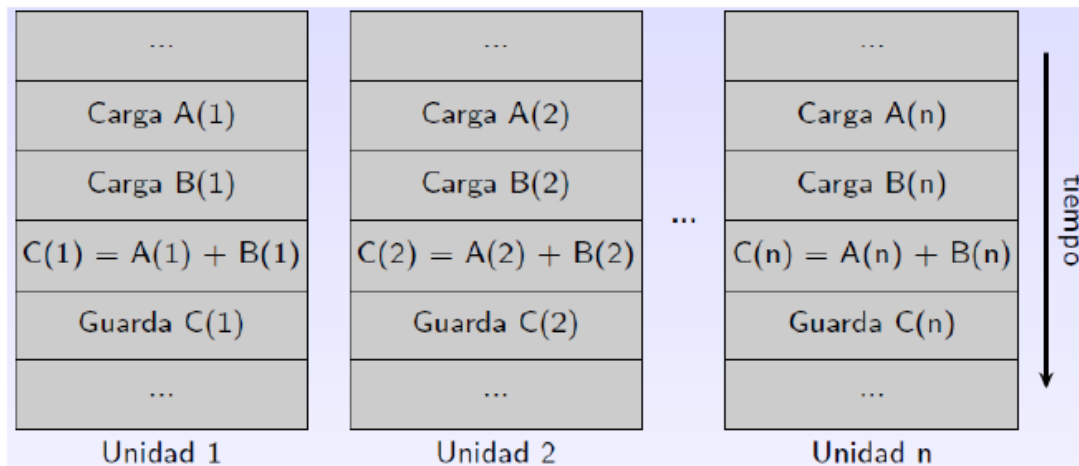 ... ... ...
Carga A(1) Carga A(2) Carga A(n)
Carga B(1) Carga B(2) Carga B(n)
...
C(1) = A(1) + B(1) C(2) = A(2) + B(2) C(n) = A(n) + B(n)
Guarda C(1) Guarda C(2) Guarda C(n)
... ... ...
Unidad 1 Unidad 2 Unidad n
tiempo